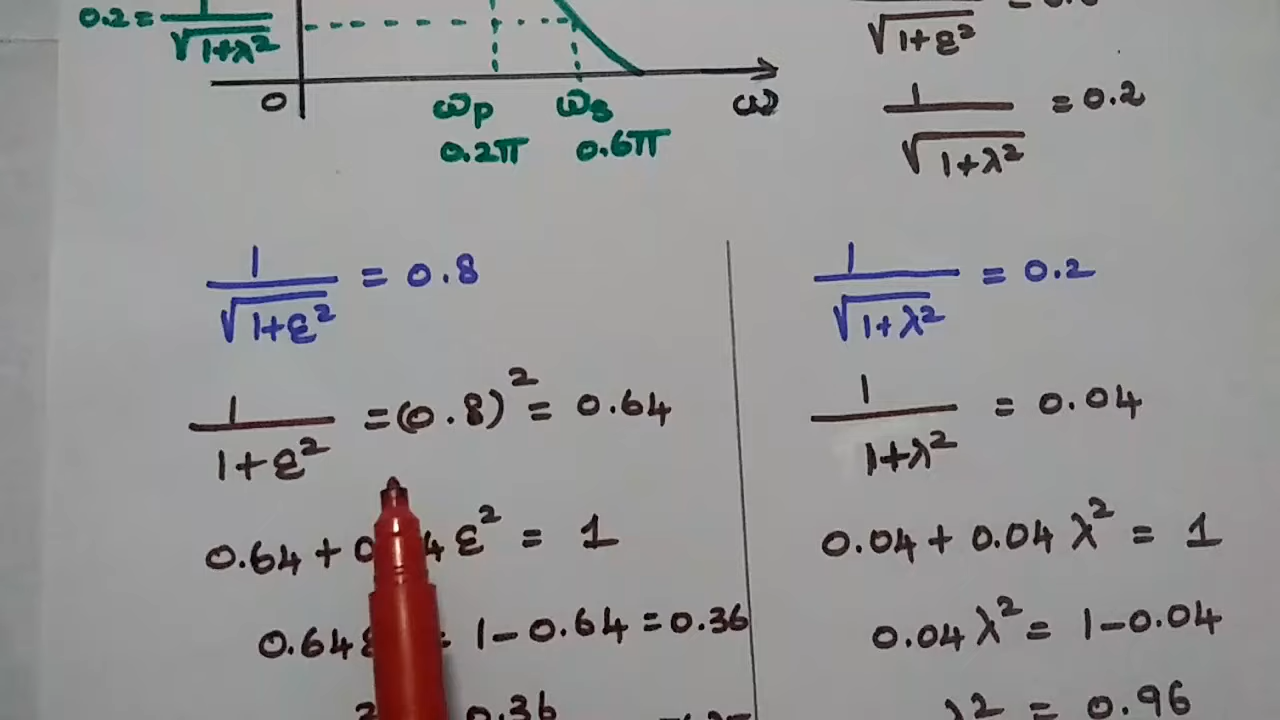 0.2 = 1/√(1+λ²)
0 ωp ωs ω
0.2π 0.6π
√(1+ε²)
1/√(1+λ²) = 0.2
1/√(1+ε²) = 0.8
1/(1+ε²) = (0.8)² = 0.64
0.64 + 0. 4 ε² = 1
0.64ε = 1 - 0.64 = 0.36
0.36
1/√(1+λ²) = 0.2
1/(1+λ²) = 0.04
0.04 + 0.04 λ² = 1
0.04 λ² = 1 - 0.04
λ² = 0.96